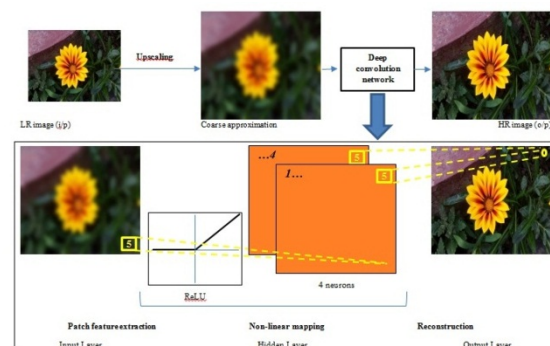 Upscaling
Deep
convolution
network
LR image (i/p)
Coarse approximation
HR image (o/p)
...4
5
1...
5
5
ReLU
4 neurons
Patch feature extraction
Non-linear mapping
Reconstruction
Input Layer
Hidden Layer
Output Layer